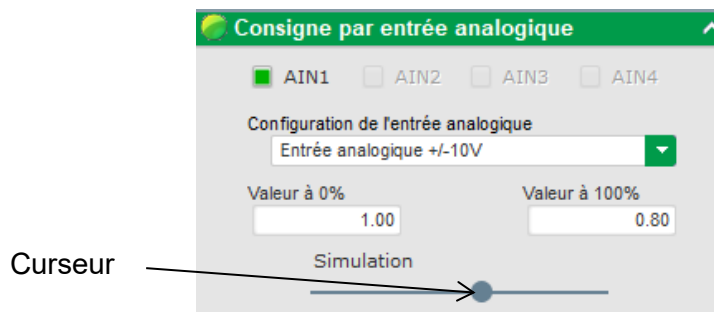 Consigne par entrée analogique
AIN1 AIN2 AIN3 AIN4
Configuration de l'entrée analogique
Entrée analogique +/-10V
Valeur à 0% Valeur à 100%
1.00 0.80
Simulation
Curseur